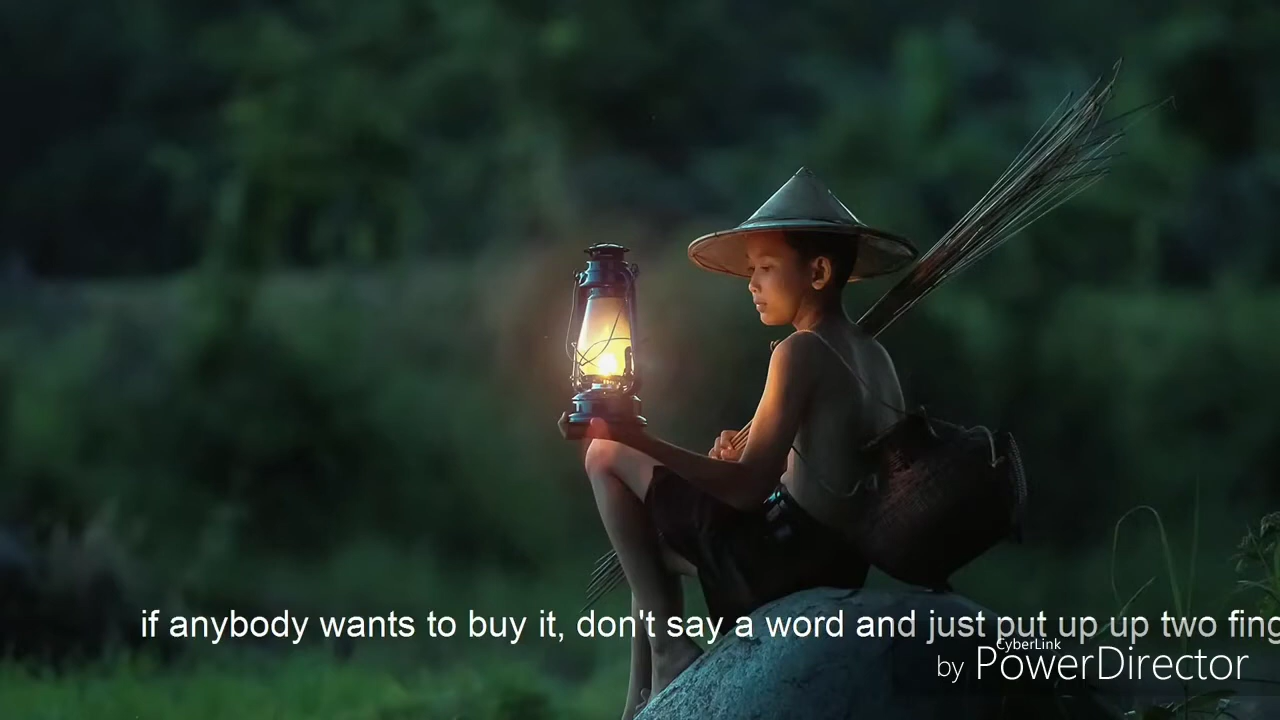 if anybody wants to buy it, don't say a word and just put up up two fing
CyberLink
by PowerDirector